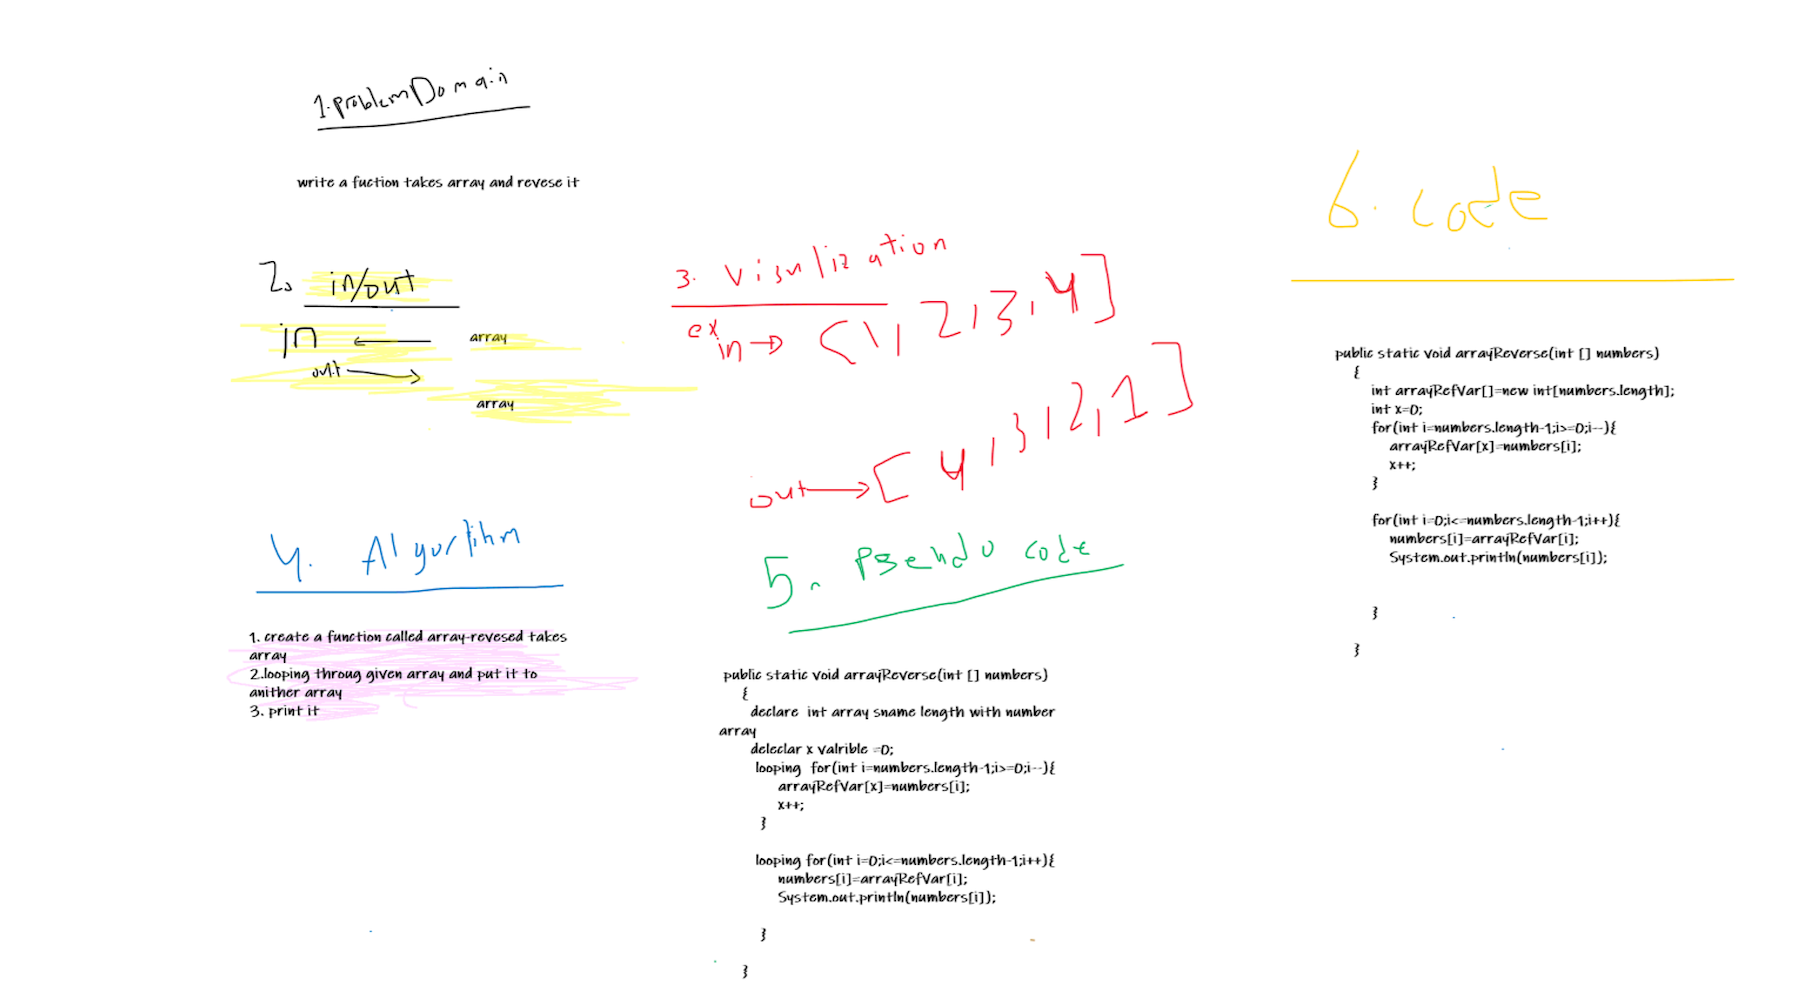 1.problemDomain
write a fuction takes array and revese it
2. in/out
in ← array
out →
array
3. Visualization
ex
in → [1, 2, 3, 4]
out → [4, 3, 2, 1]
4. Algorithm
1. create a function called array-revesed takes
array
2.looping throug given array and put it to
anither array
3. print it
5. Pseudo code
public static void arrayReverse(int [] numbers)
{
declare int array sname length with number
array
deleclar x valrible =0;
looping for(int i=numbers.length-1;i>=0;i--){
arrayRefVar[x]=numbers[i];
x++;
}
looping for(int i=0;i<=numbers.length-1;i++){
numbers[i]=arrayRefVar[i];
System.out.println(numbers[i]);
}
}
6. code
public static void arrayReverse(int [] numbers)
{
int arrayRefVar[]=new int[numbers.length];
int x=0;
for(int i=numbers.length-1;i>=0;i--){
arrayRefVar[x]=numbers[i];
x++;
}
for(int i=0;i<=numbers.length-1;i++){
numbers[i]=arrayRefVar[i];
System.out.println(numbers[i]);
}
}